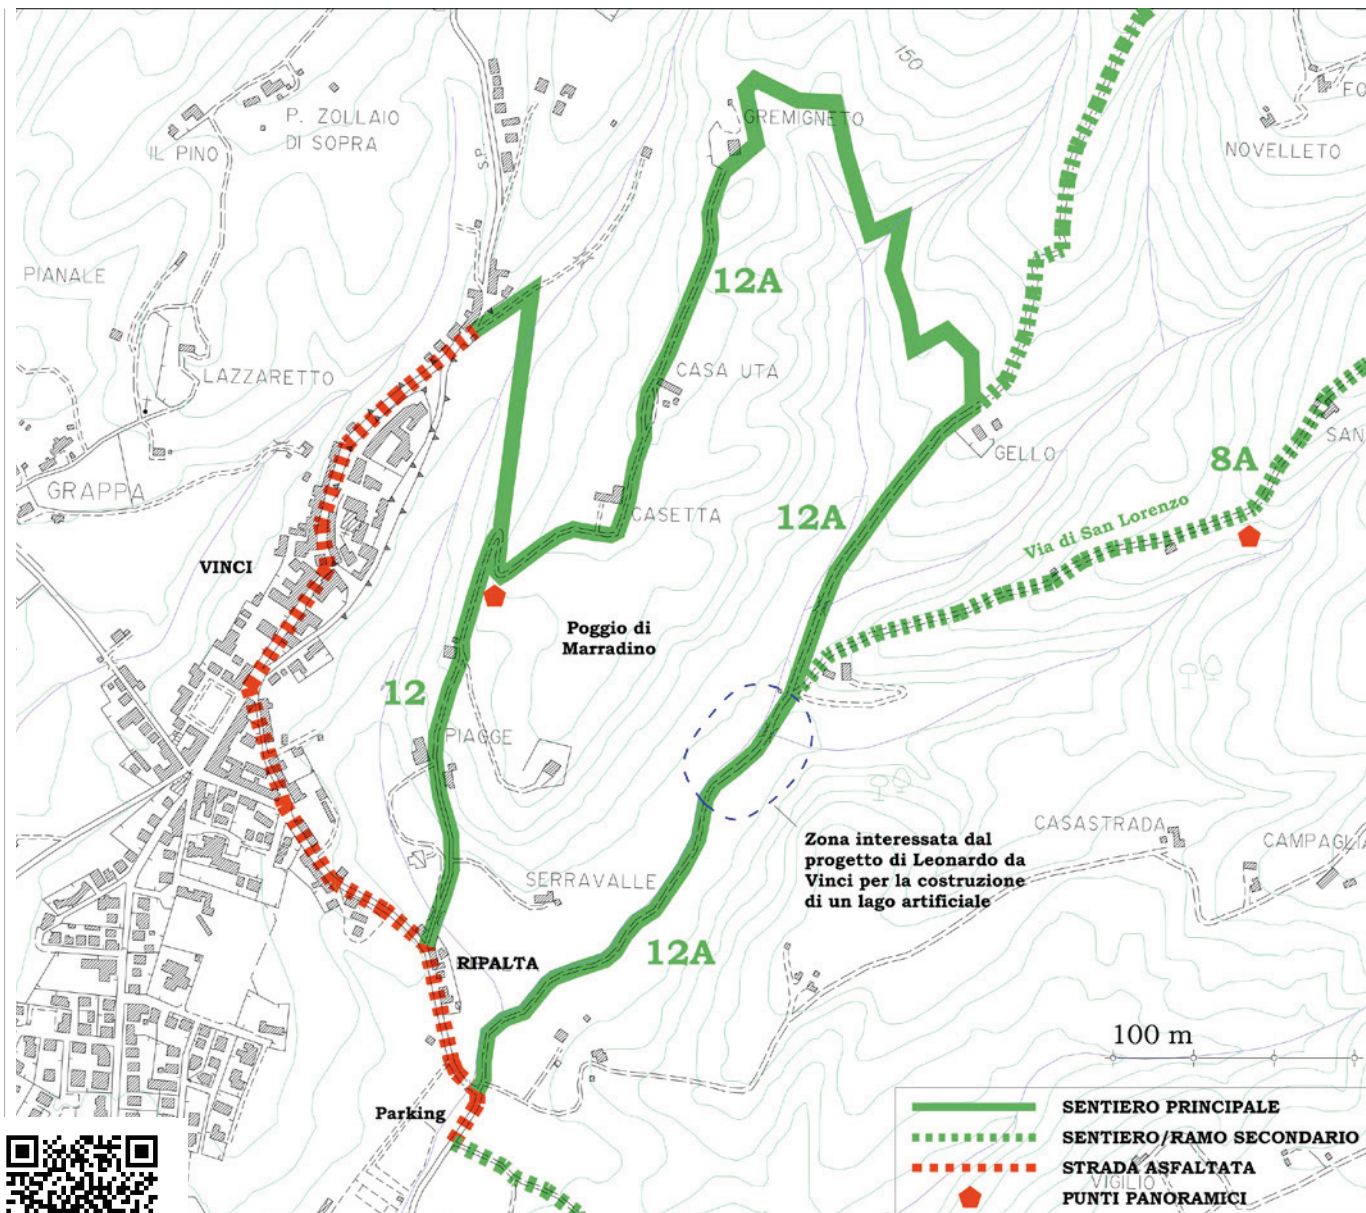 150
P. ZOLLAIO
DI SOPRA
IL PINO
S.P.
GREMIGNETO
FO
NOVELLETO
PIANALE
12A
CASA UTA
LAZZARETTO
GRAPPA
GELLO
SAN
8A
Via di San Lorenzo
CASETTA
12A
VINCI
Poggio di
Marradino
12
PIAGGE
Zona interessata dal
progetto di Leonardo da
Vinci per la costruzione
di un lago artificiale
CASASTRADA
CAMPAGLIA
SERRAVALLE
12A
RIPALTA
100 m
Parking
SENTIERO PRINCIPALE
SENTIERO/RAMO SECONDARIO
STRADA ASFALTATA
VIGILIO
PUNTI PANORAMICI